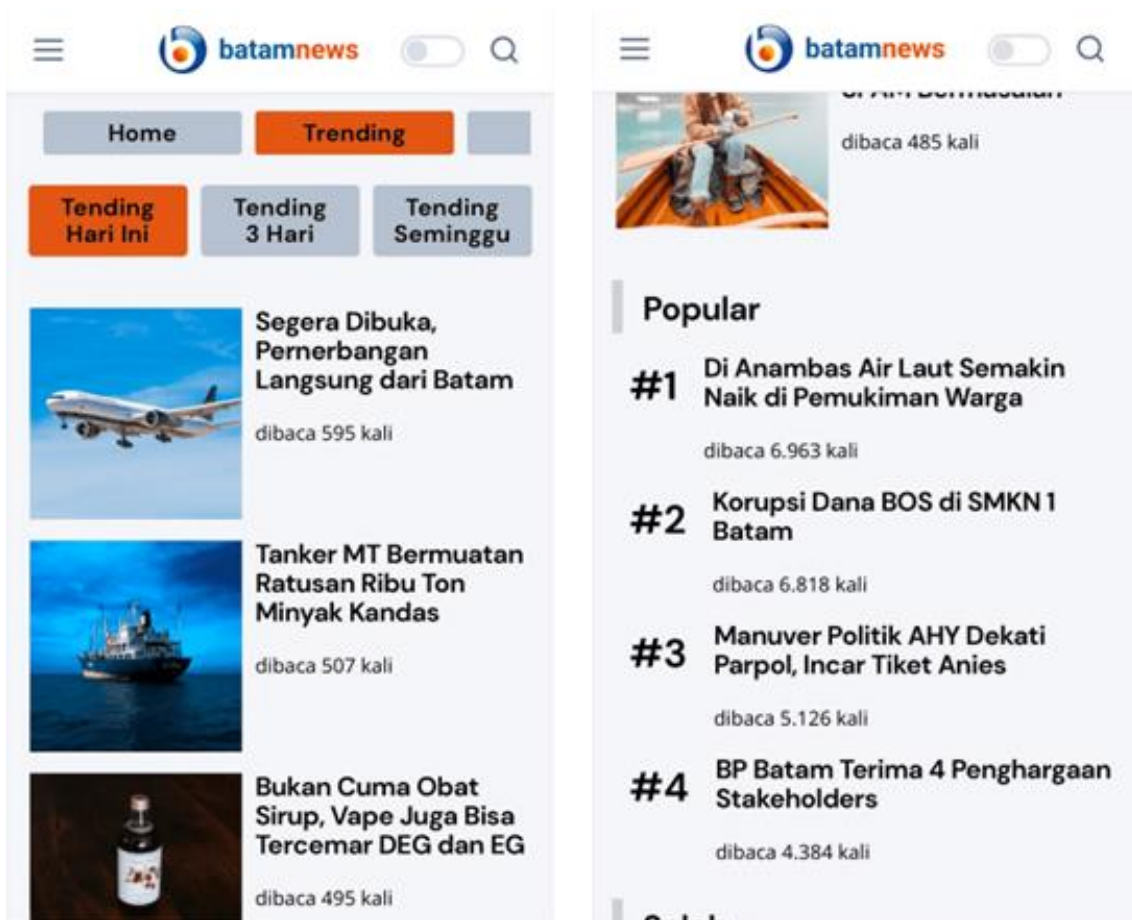 batamnews
Home
Trending
Tending
Hari Ini
Tending
3 Hari
Tending
Seminggu
Segera Dibuka,
Pernerbangan
Langsung dari Batam
dibaca 595 kali
Tanker MT Bermuatan
Ratusan Ribu Ton
Minyak Kandas
dibaca 507 kali
Bukan Cuma Obat
Sirup, Vape Juga Bisa
Tercemar DEG dan EG
dibaca 495 kali
batamnews
dibaca 485 kali
Popular
#1
Di Anambas Air Laut Semakin
Naik di Pemukiman Warga
dibaca 6.963 kali
#2
Korupsi Dana BOS di SMKN 1
Batam
dibaca 6.818 kali
#3
Manuver Politik AHY Dekati
Parpol, Incar Tiket Anies
dibaca 5.126 kali
#4
BP Batam Terima 4 Penghargaan
Stakeholders
dibaca 4.384 kali